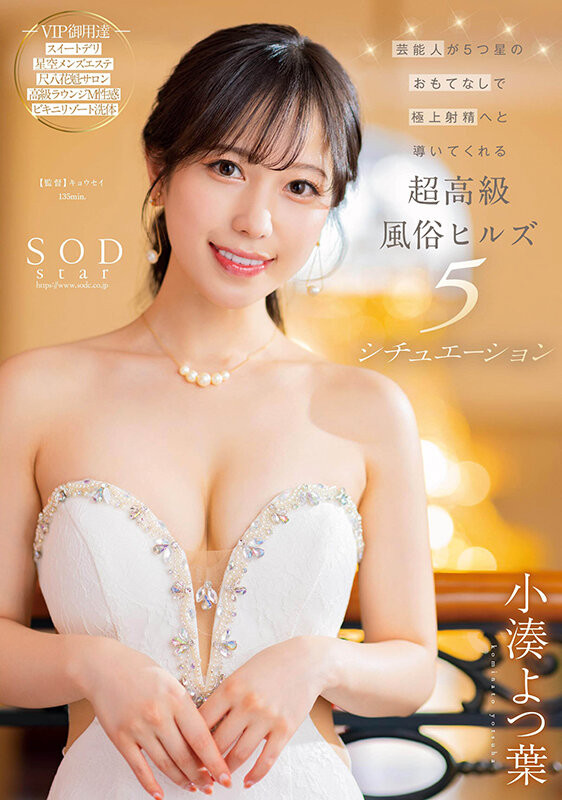 VIP御用達
スイートデリ
星空メンズエステ
尺八花魁サロン
高級ラウンジM性感
ビキニリゾート洗体
【監督】キョウセイ
135min.
SOD
star
https://www.sodc.co.jp
芸能人が5つ星の
おもてなしで
極上射精へと
導いてくれる
超高級
風俗ヒルズ
5
シチュエーション
小湊よつ葉
kominato yotsuha